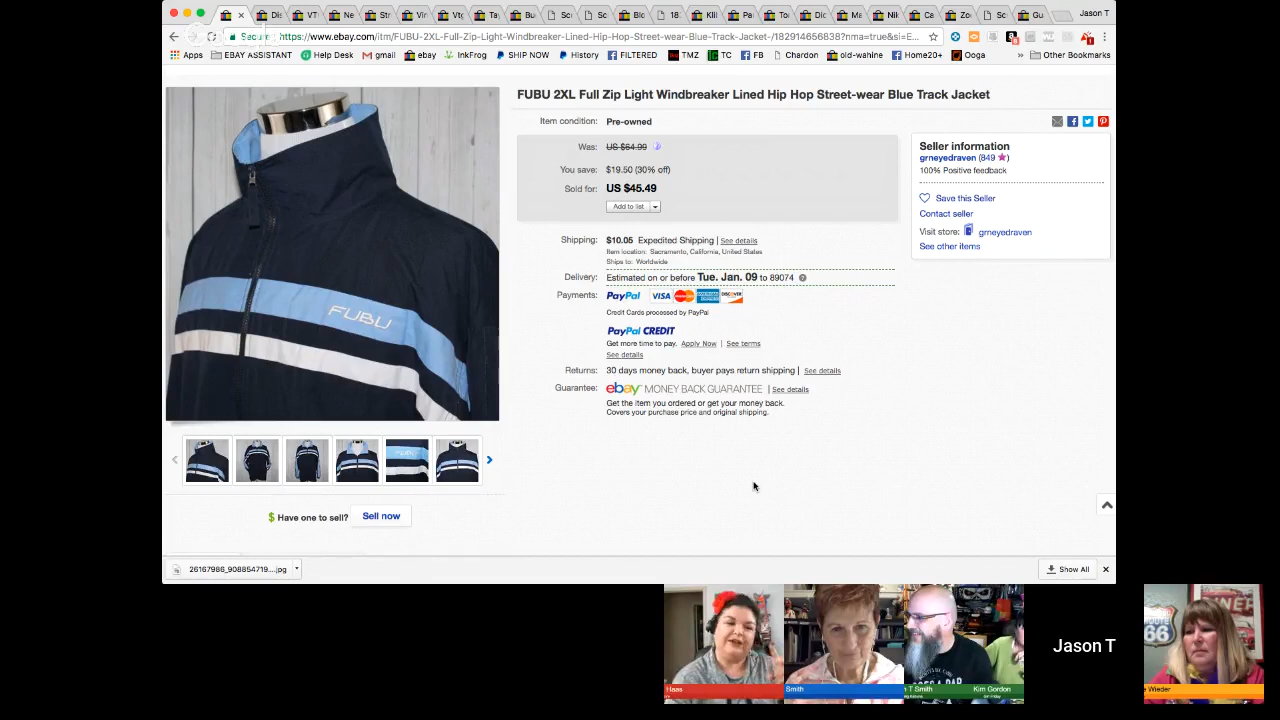 Jason T
Secure https://www.ebay.com/itm/FUBU-2XL-Full-Zip-Light-Windbreaker-Lined-Hip-Hop-Street-wear-Blue-Track-Jacket-/182914656838?nma=true&si=E...
Apps EBAY ASSISTANT Help Desk gmail ebay InkFrog SHIP NOW History FILTERED TMZ TC FB Chardon old-wahine Home20+ Ooga » Other Bookmarks
FUBU 2XL Full Zip Light Windbreaker Lined Hip Hop Street-wear Blue Track Jacket
Item condition: Pre-owned
Was: US $64.99
You save: $19.50 (30% off)
Sold for: US $45.49
Add to list
Shipping: $10.05 Expedited Shipping | See details
Item location: Sacramento, California, United States
Ships to: Worldwide
Delivery: Estimated on or before Tue. Jan. 09 to 89074
Payments: PayPal VISA MasterCard DISCOVER
Credit Cards processed by PayPal
PayPal CREDIT
Get more time to pay. Apply Now | See terms
See details
Returns: 30 days money back, buyer pays return shipping | See details
Guarantee: ebay MONEY BACK GUARANTEE | See details
Get the item you ordered or get your money back.
Covers your purchase price and original shipping.
Seller information
grneyedraven (849)
100% Positive feedback
Save this Seller
Contact seller
Visit store: grneyedraven
See other items
FUBU
Have one to sell? Sell now
26167986_908854719....jpg
Show All
ROUTE
66
Jason T
Haas
Smith
T Smith
Kim Gordon
Wieder